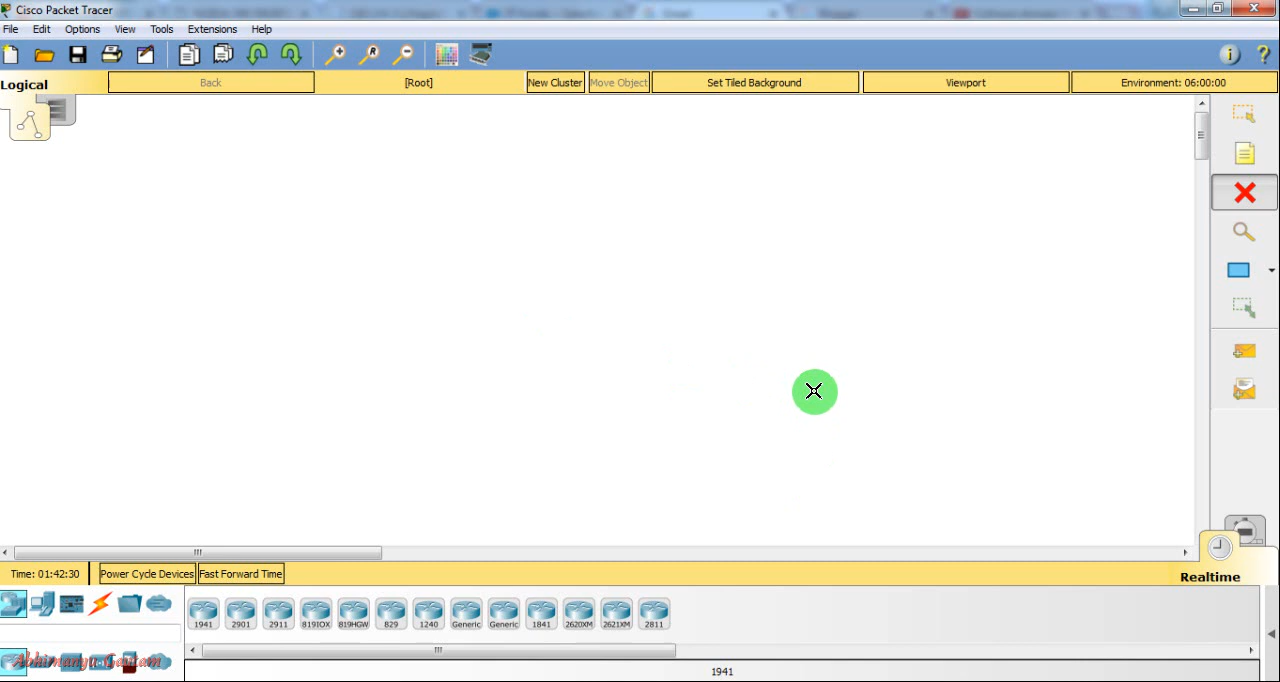 Cisco Packet Tracer
File Edit Options View Tools Extensions Help
Logical Back [Root] New Cluster Move Object Set Tiled Background Viewport Environment: 06:00:00
Time: 01:42:30 Power Cycle Devices Fast Forward Time Realtime
1941 2901 2911 819IOX 819HGW 829 1240 Generic Generic 1841 2620XM 2621XM 2811
Abhimanyu Gautam
1941